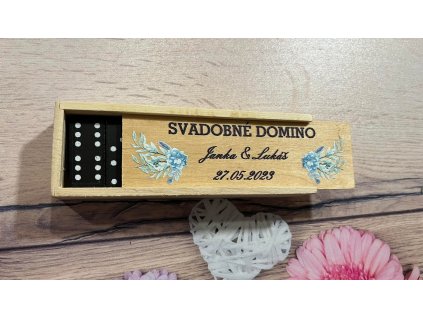 SVADOBNÉ DOMINO
Janka & Lukáš
27.05.2023